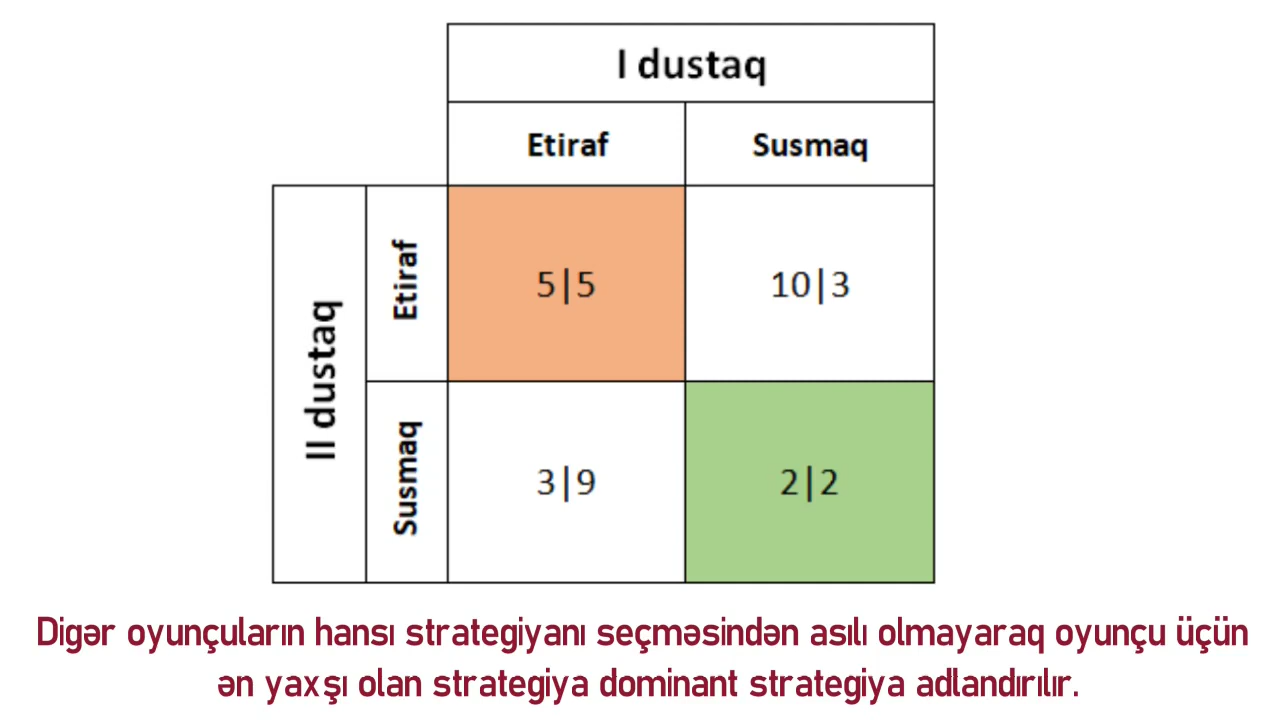 I dustaq
Etiraf Susmaq
II dustaq
Etiraf
5|5 10|3
Susmaq
3|9 2|2
Digər oyunçuların hansı strategiyanı seçməsindən asılı olmayaraq oyunçu üçün
ən yaxşı olan strategiya dominant strategiya adlandırılır.